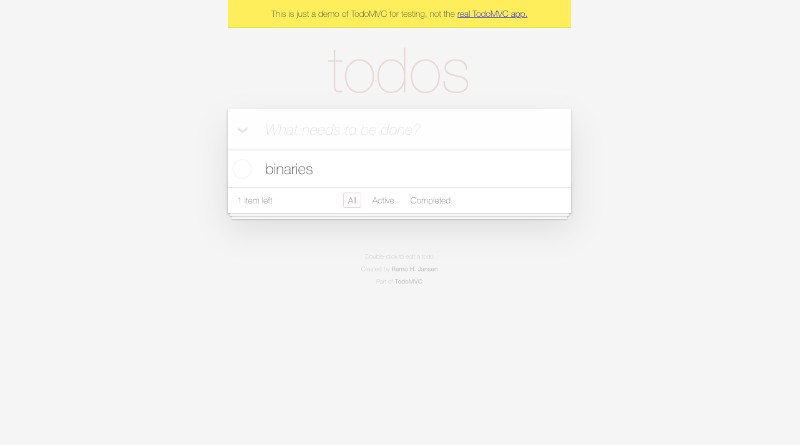 This is just a demo of TodoMVC for testing, not the real TodoMVC app.
todos
What needs to be done?
binaries
1 item left All Active Completed
Double-click to edit a todo
Created by Remo H. Jansen
Part of TodoMVC